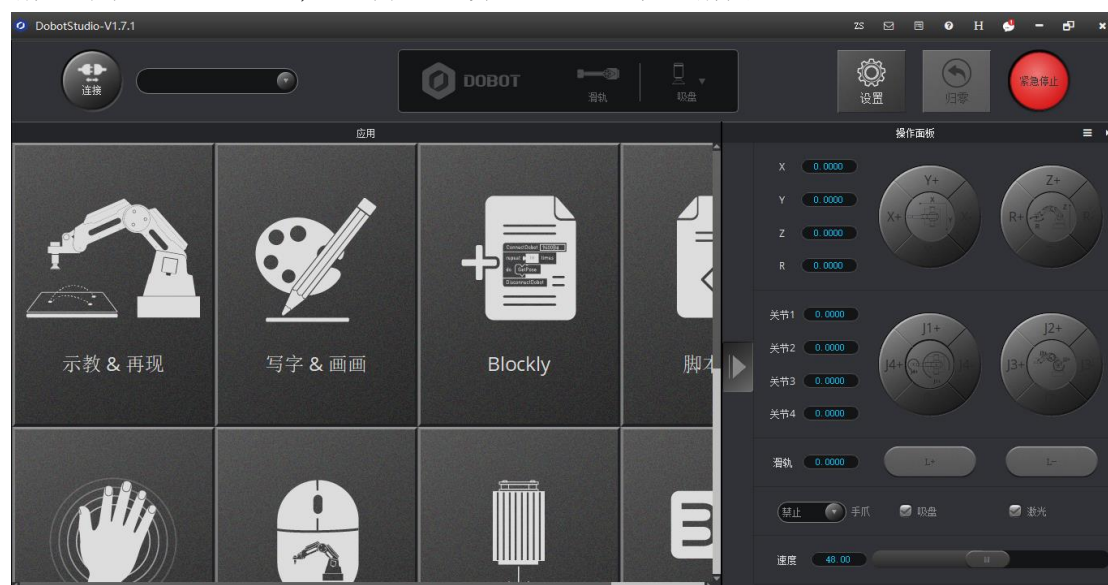 DobotStudio-V1.7.1
ZS
H
连接
DOBOT
滑轨
吸盘
设置
归零
紧急停止
应用
操作面板
示教 & 再现
写字 & 画画
Blockly
脚本
X 0.0000
Y 0.0000
Z 0.0000
R 0.0000
Y+
X+
Z+
R+
关节1 0.0000
关节2 0.0000
关节3 0.0000
关节4 0.0000
J1+
J4+
J2+
J3+
滑轨 0.0000
L+
L-
禁止
手爪
吸盘
激光
速度 48.00